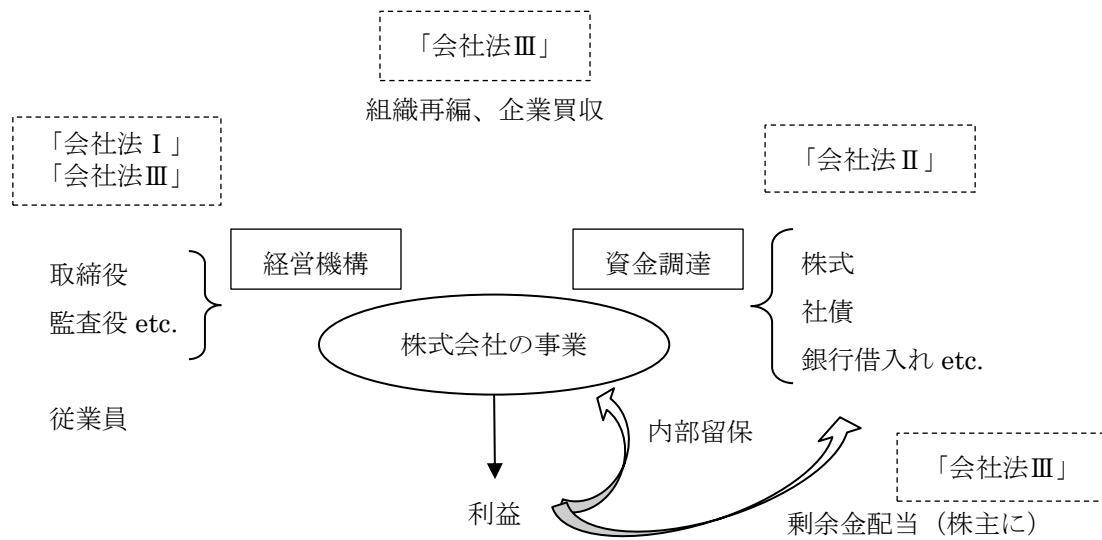 「会社法Ⅲ」
組織再編、企業買収
「会社法Ⅰ」
「会社法Ⅲ」
「会社法Ⅱ」
経営機構
資金調達
取締役
監査役 etc.
株式
社債
銀行借入れ etc.
株式会社の事業
従業員
内部留保
「会社法Ⅲ」
利益
剰余金配当（株主に）